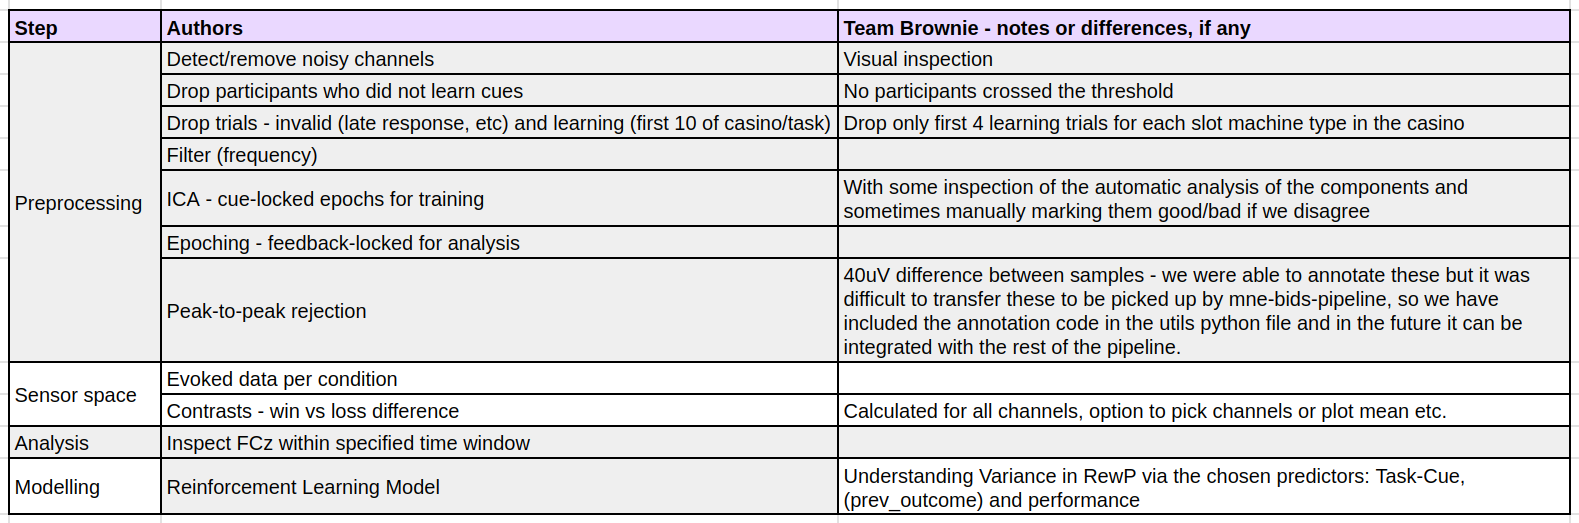 Step
Authors
Team Brownie - notes or differences, if any
Preprocessing
Detect/remove noisy channels
Visual inspection
Drop participants who did not learn cues
No participants crossed the threshold
Drop trials - invalid (late response, etc) and learning (first 10 of casino/task)
Drop only first 4 learning trials for each slot machine type in the casino
Filter (frequency)
ICA - cue-locked epochs for training
With some inspection of the automatic analysis of the components and
sometimes manually marking them good/bad if we disagree
Epoching - feedback-locked for analysis
Peak-to-peak rejection
40uV difference between samples - we were able to annotate these but it was
difficult to transfer these to be picked up by mne-bids-pipeline, so we have
included the annotation code in the utils python file and in the future it can be
integrated with the rest of the pipeline.
Sensor space
Evoked data per condition
Contrasts - win vs loss difference
Calculated for all channels, option to pick channels or plot mean etc.
Analysis
Inspect FCz within specified time window
Modelling
Reinforcement Learning Model
Understanding Variance in RewP via the chosen predictors: Task-Cue,
(prev_outcome) and performance